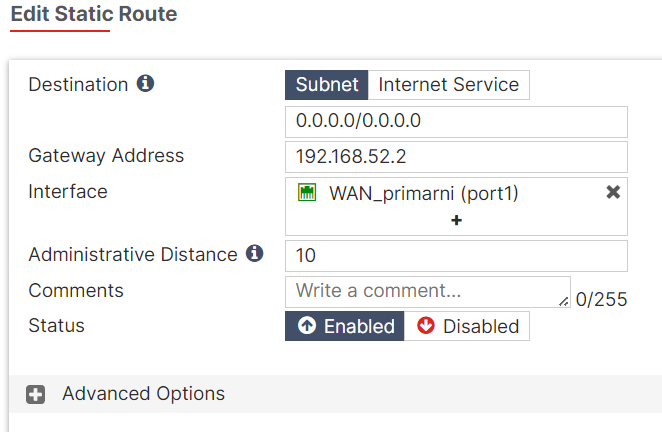 Edit Static Route
Destination Subnet Internet Service
0.0.0.0/0.0.0.0
Gateway Address 192.168.52.2
Interface WAN_primarni (port1)
Administrative Distance 10
Comments Write a comment... 0/255
Status Enabled Disabled
Advanced Options